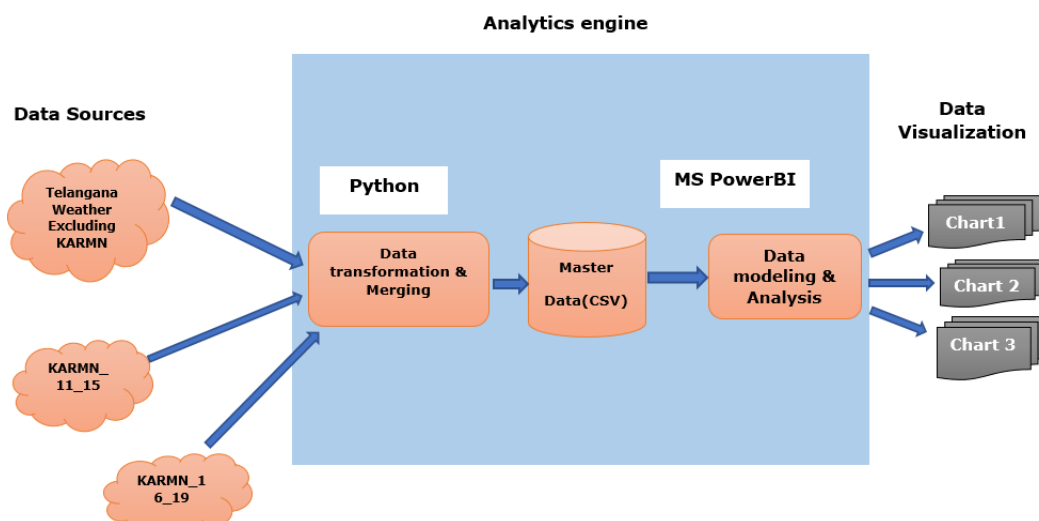 Analytics engine
Data Sources
Data
Visualization
Telangana
Weather
Excluding
KARMN
Python
MS PowerBI
Data
transformation &
Merging
Master
Data(CSV)
Data
modeling &
Analysis
Chart1
Chart 2
Chart 3
KARMN_
11_15
KARMN_1
6_19